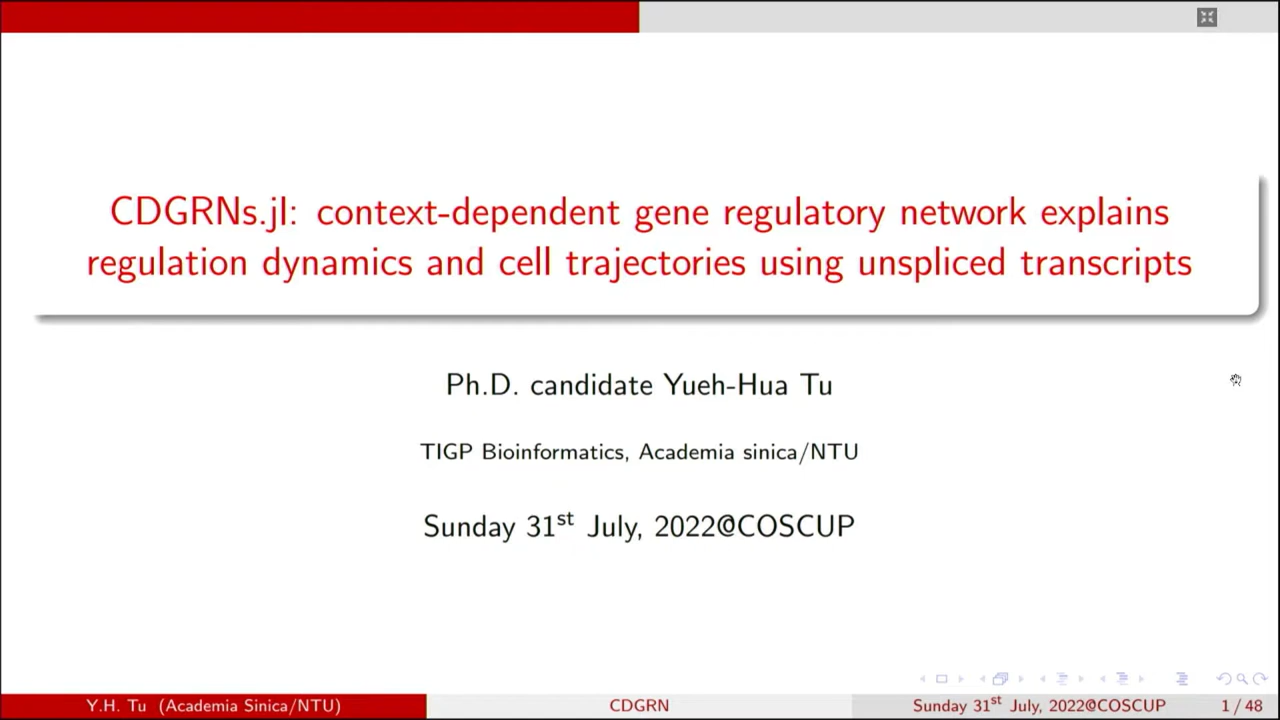 CDGRNs.jl: context-dependent gene regulatory network explains
regulation dynamics and cell trajectories using unspliced transcripts
Ph.D. candidate Yueh-Hua Tu
TIGP Bioinformatics, Academia sinica/NTU
Sunday 31st July, 2022@COSCUP
Y.H. Tu (Academia Sinica/NTU)
CDGRN
Sunday 31st July, 2022@COSCUP
1 / 48